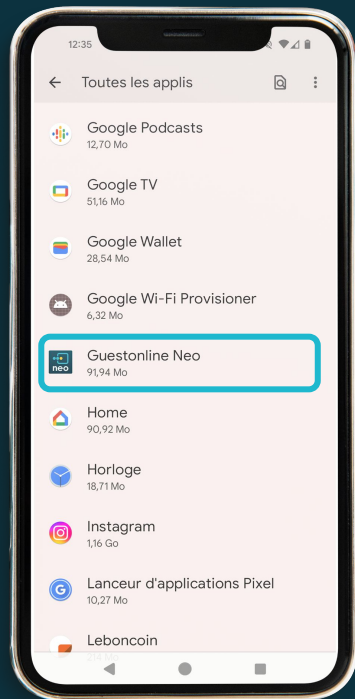 12:35
Toutes les applis
Google Podcasts
12,70 Mo
Google TV
51,16 Mo
Google Wallet
28,54 Mo
Google Wi-Fi Provisioner
6,32 Mo
neo
Guestonline Neo
91,94 Mo
Home
90,92 Mo
Horloge
18,71 Mo
Instagram
1,16 Go
Lanceur d'applications Pixel
10,27 Mo
Leboncoin